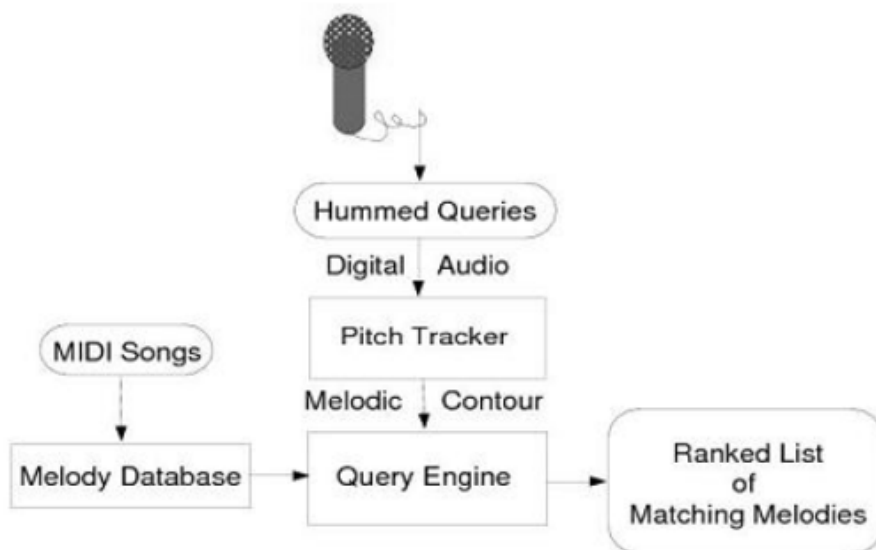 Hummed Queries
Digital Audio
Pitch Tracker
MIDI Songs
Melodic Contour
Melody Database
Query Engine
Ranked List
of
Matching Melodies